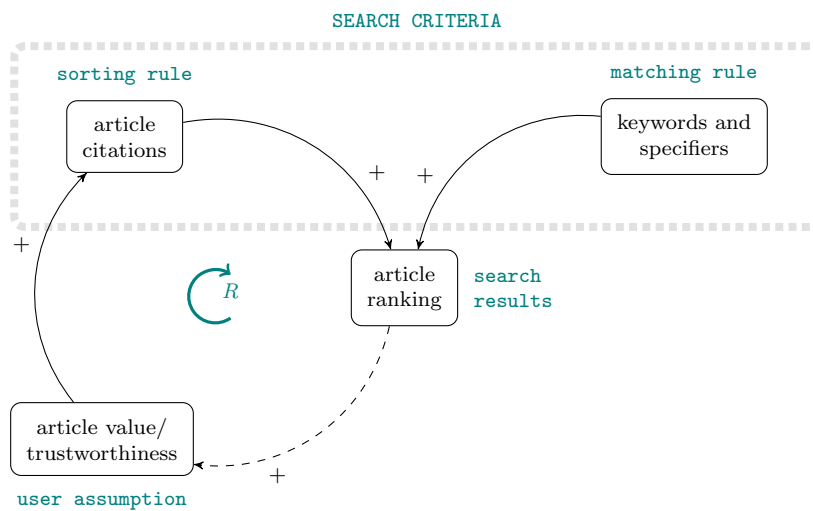 SEARCH CRITERIA
sorting rule
matching rule
article
citations
keywords and
specifiers
+
+
+
article
ranking
search
results
R
article value/
trustworthiness
+
user assumption